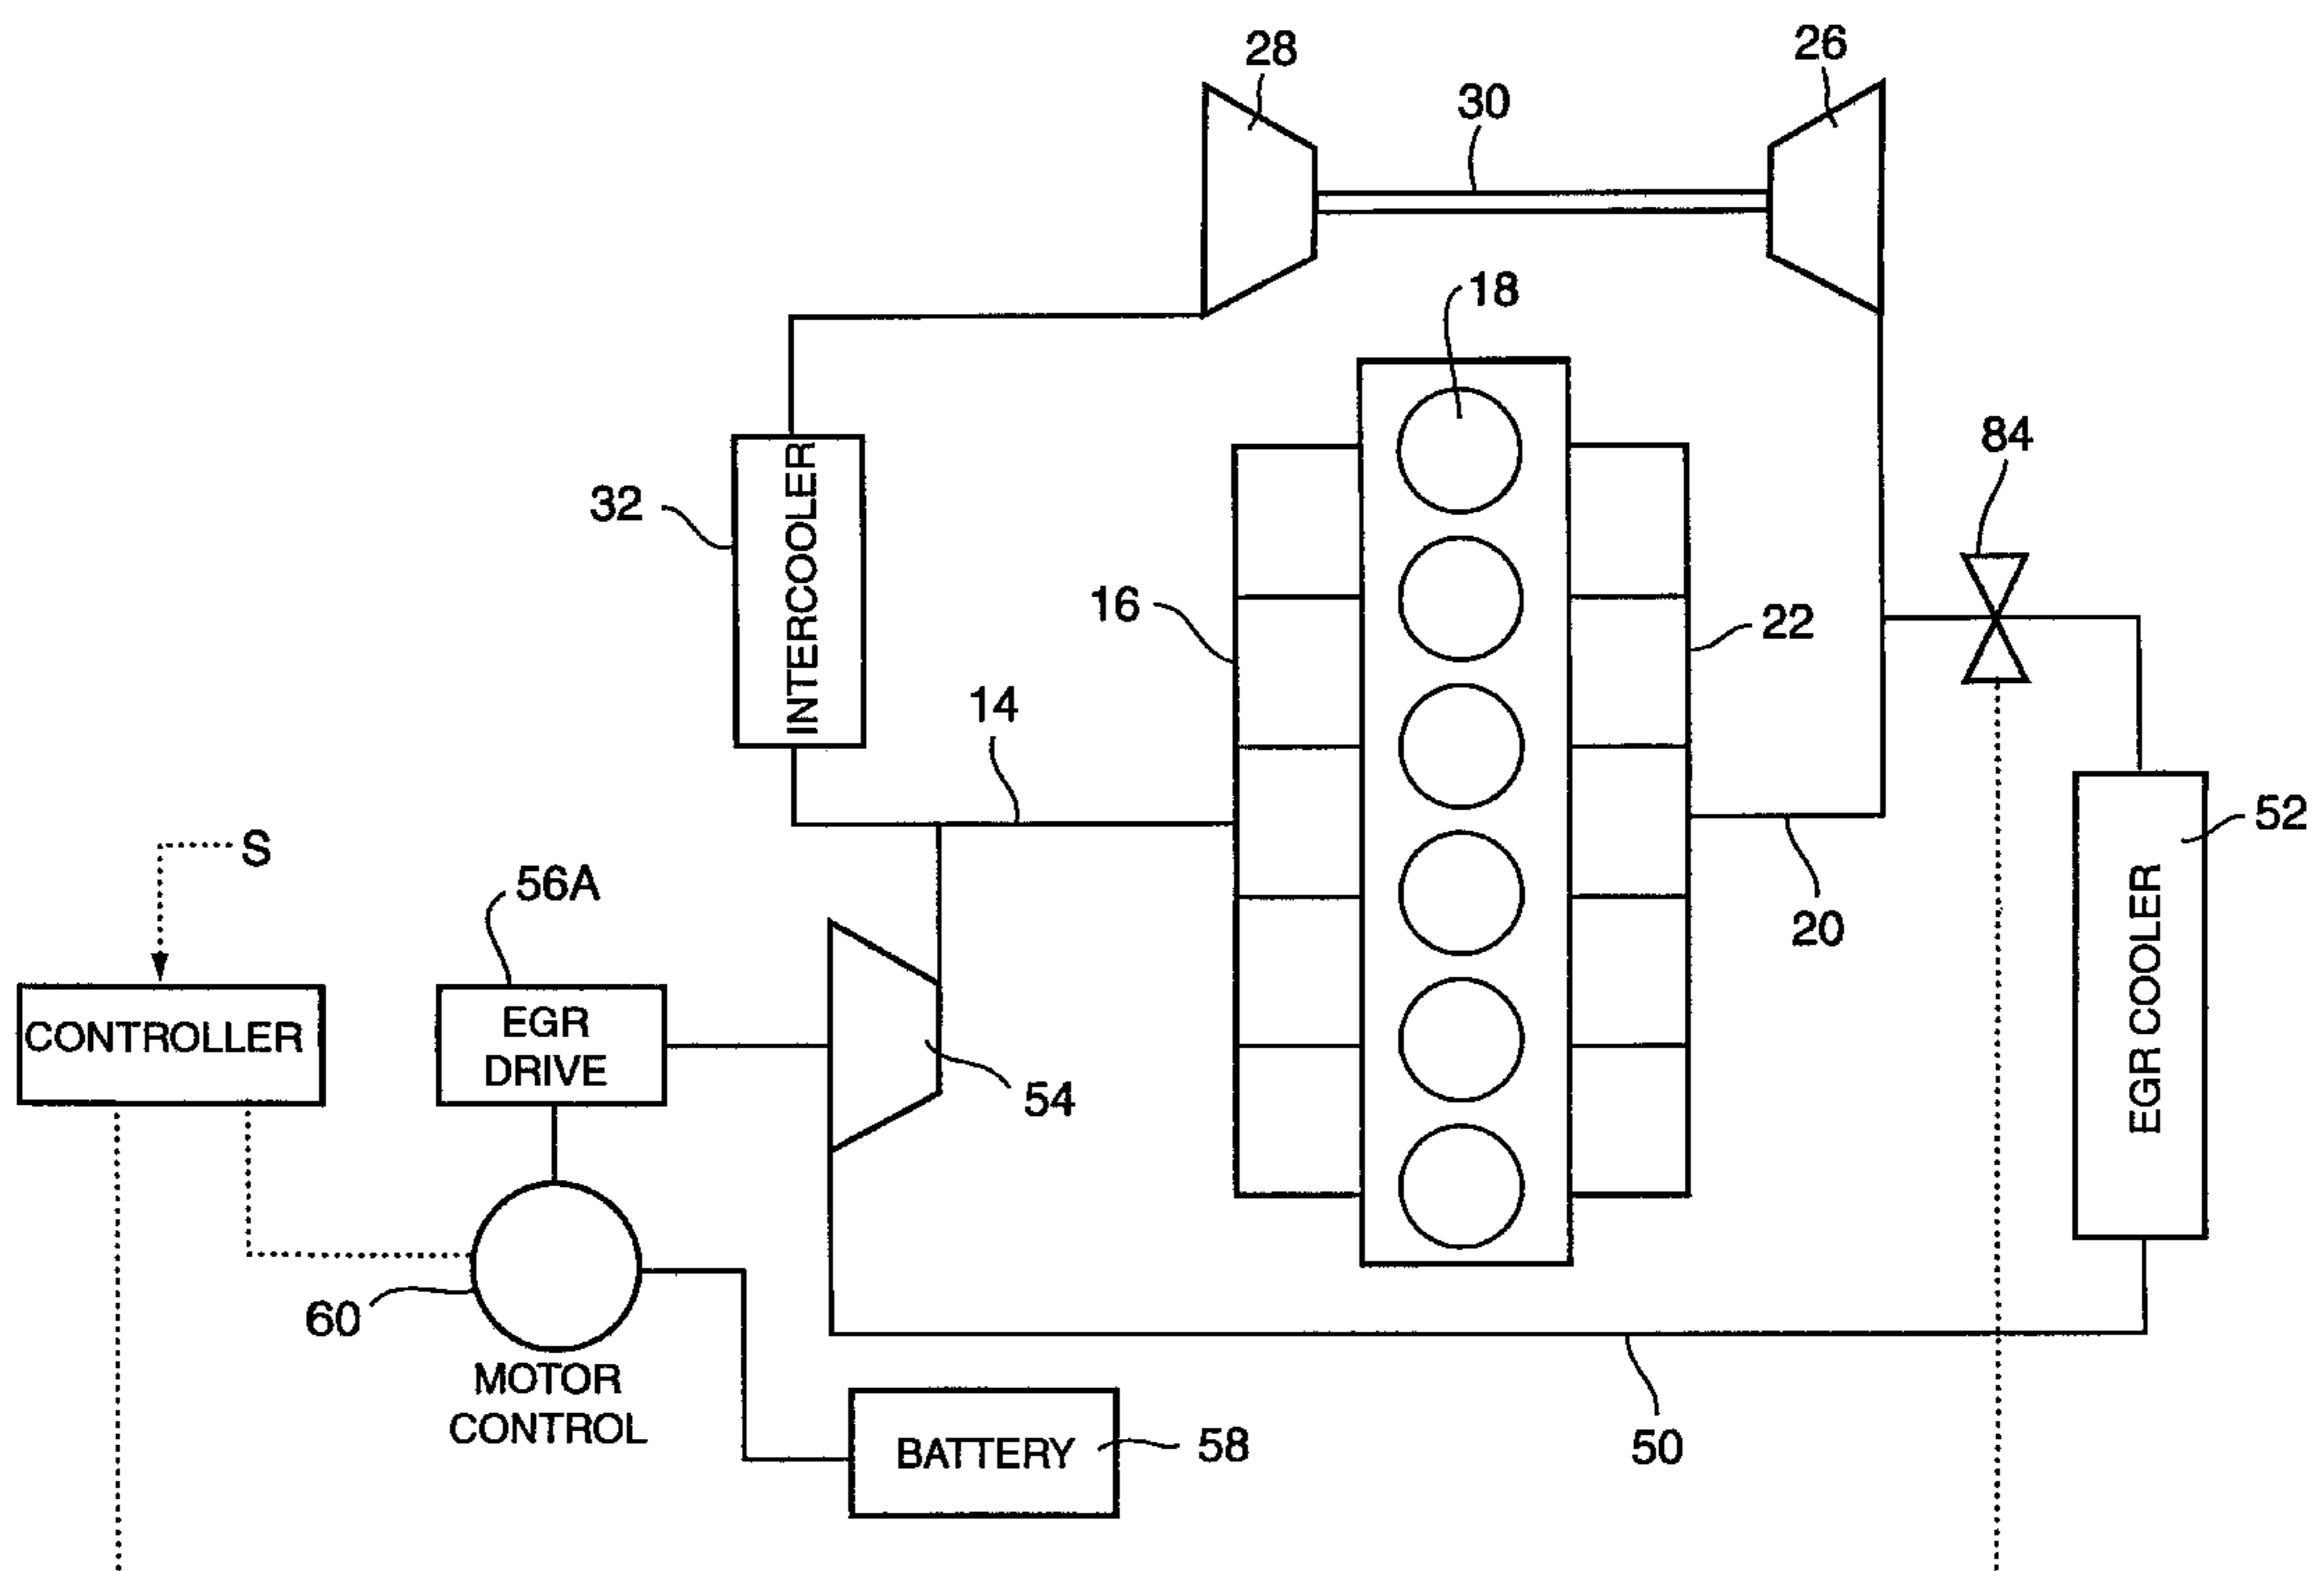 28
26
30
18
84
32
INTERCOOLER
16
22
14
52
S
56A
20
EGR COOLER
CONTROLLER
EGR
DRIVE
54
60
MOTOR
CONTROL
BATTERY
58
50